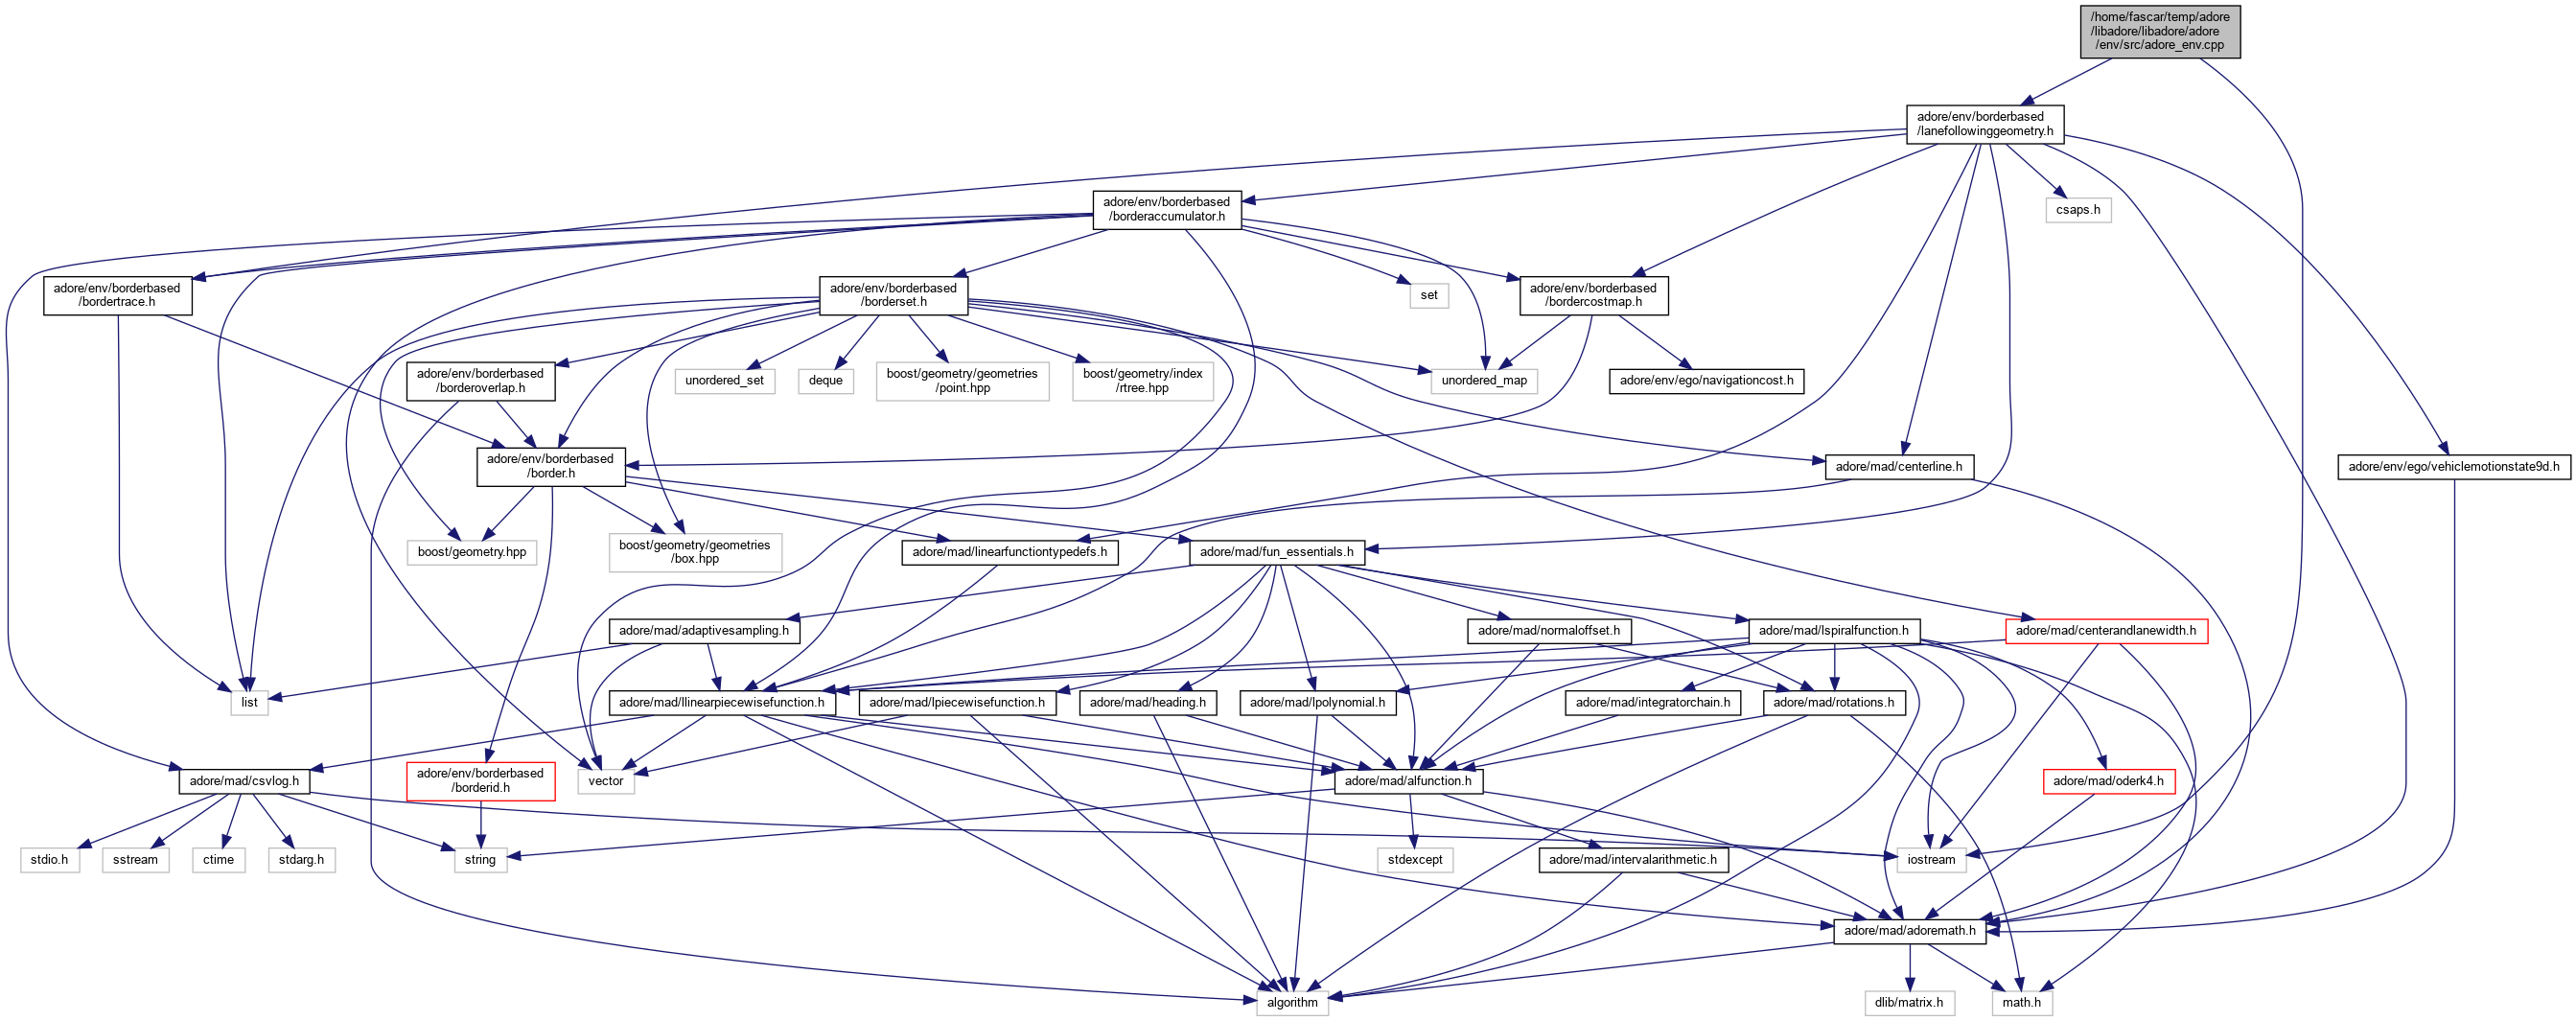 /home/fascar/temp/adore
/libadore/libadore/adore
/env/src/adore_env.cpp
adore/env/borderbased
/lanefollowinggeometry.h
adore/env/borderbased
/borderaccumulator.h
csaps.h
adore/env/borderbased
/bordertrace.h
adore/env/borderbased
/borderset.h
set
adore/env/borderbased
/bordercostmap.h
adore/env/borderbased
/borderoverlap.h
unordered_set
deque
boost/geometry/geometries
/point.hpp
boost/geometry/index
/rtree.hpp
unordered_map
adore/env/ego/navigationcost.h
adore/env/borderbased
/border.h
adore/mad/centerline.h
adore/env/ego/vehiclemotionstate9d.h
boost/geometry.hpp
boost/geometry/geometries
/box.hpp
adore/mad/linearfunctiontypedefs.h
adore/mad/fun_essentials.h
adore/mad/adaptivesampling.h
adore/mad/normaloffset.h
adore/mad/lspiralfunction.h
adore/mad/centerandlanewidth.h
list
adore/mad/llinearpiecewisefunction.h
adore/mad/lpiecewisefunction.h
adore/mad/heading.h
adore/mad/lpolynomial.h
adore/mad/integratorchain.h
adore/mad/rotations.h
adore/mad/csvlog.h
adore/env/borderbased
/borderid.h
vector
adore/mad/alfunction.h
adore/mad/oderk4.h
stdio.h
sstream
ctime
stdarg.h
string
stdexcept
adore/mad/intervalarithmetic.h
iostream
adore/mad/adoremath.h
algorithm
dlib/matrix.h
math.h